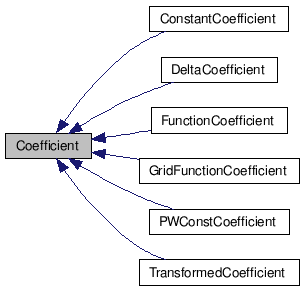 ConstantCoefficient
DeltaCoefficient
FunctionCoefficient
Coefficient
GridFunctionCoefficient
PWConstCoefficient
TransformedCoefficient